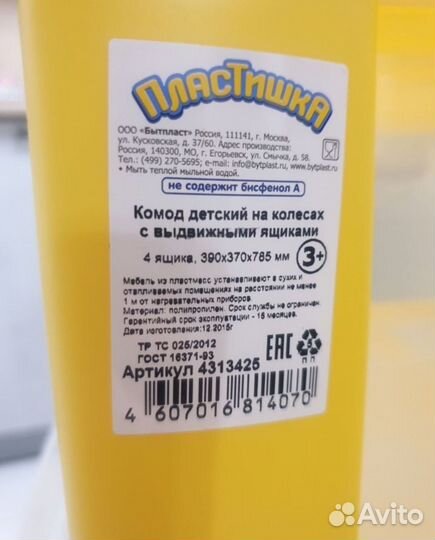 ПЛАСТИШКА
ООО «Бытпласт» Россия, 111141, г. Москва,
ул. Кусковская, д. 37/60. Адрес производства:
Россия, 140300, МО, г. Егорьевск, ул. Смычка, д. 58.
Тел.: (499) 270-5695; e-mail: info@bytplast.ru, www.bytplast.ru
• Мыть теплой мыльной водой.
не содержит бисфенол А
Комод детский на колесах
с выдвижными ящиками
4 ящика, 390x370x785 мм
3+
Мебель из пластмасс устанавливают в сухих и
отапливаемых помещениях на расстоянии не менее
1 м от нагревательных приборов.
Материал: полипропилен. Срок службы не ограничен.
Гарантийный срок эксплуатации - 18 месяцев.
Дата изготовления:12.2015г
ТР ТС 025/2012
ГОСТ 16371-93
EAC
5
П.П.
Артикул 4313425
4 607016 814070
Avito